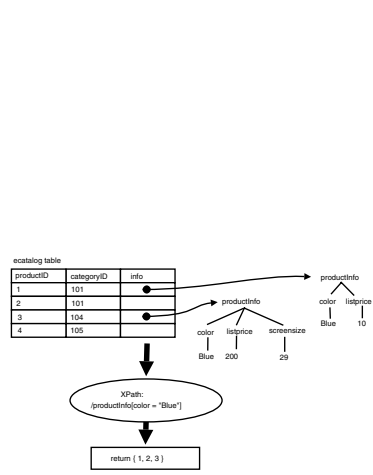 ecatalog table
productID categoryID info
1 101
2 101
3 104
4 105
productInfo
color listprice
Blue 10
productInfo
color listprice screensize
Blue 200 29
XPath:
/productInfo[color = "Blue"]
return { 1, 2, 3 }